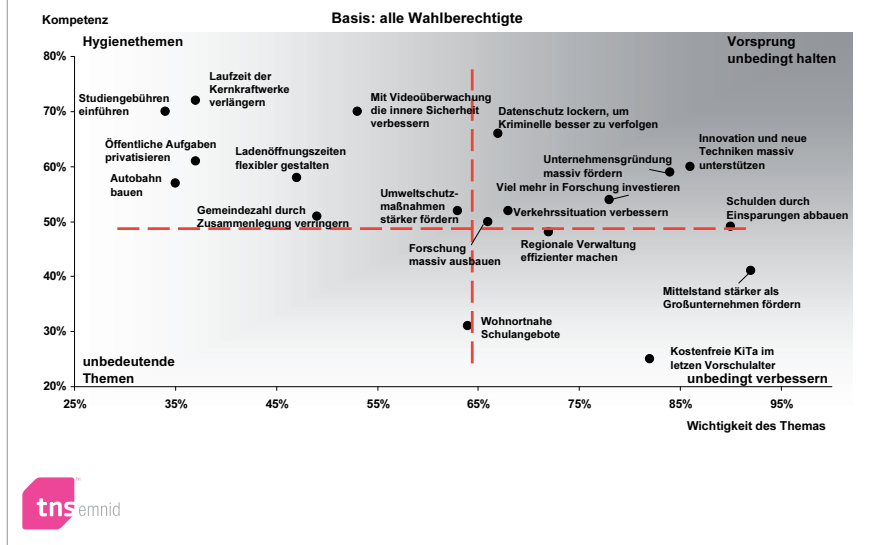 Kompetenz
Basis: alle Wahlberechtigte
Hygienethemen
Vorsprung
unbedingt halten
80%
70%
60%
50%
40%
30%
20%
Laufzeit der
Kernkraftwerke
verlängern
Studiengebühren
einführen
Mit Videoüberwachung
die innere Sicherheit
verbessern
Datenschutz lockern, um
Kriminelle besser zu verfolgen
Innovation und neue
Techniken massiv
unterstützen
Öffentliche Aufgaben
privatisieren
Ladenöffnungszeiten
flexibler gestalten
Unternehmensgründung
massiv fördern
Autobahn
bauen
Viel mehr in Forschung investieren
Umweltschutz-
maßnahmen
stärker fördern
Schulden durch
Einsparungen abbauen
Gemeindezahl durch
Zusammenlegung verringern
Verkehrssituation verbessern
Forschung
massiv ausbauen
Regionale Verwaltung
effizienter machen
Mittelstand stärker als
Großunternehmen fördern
Wohnortnahe
Schulangebote
Kostenfreie KiTa im
letzen Vorschulalter
unbedeutende
Themen
unbedingt verbessern
25%
35%
45%
55%
65%
75%
85%
95%
Wichtigkeit des Themas
tns emnid